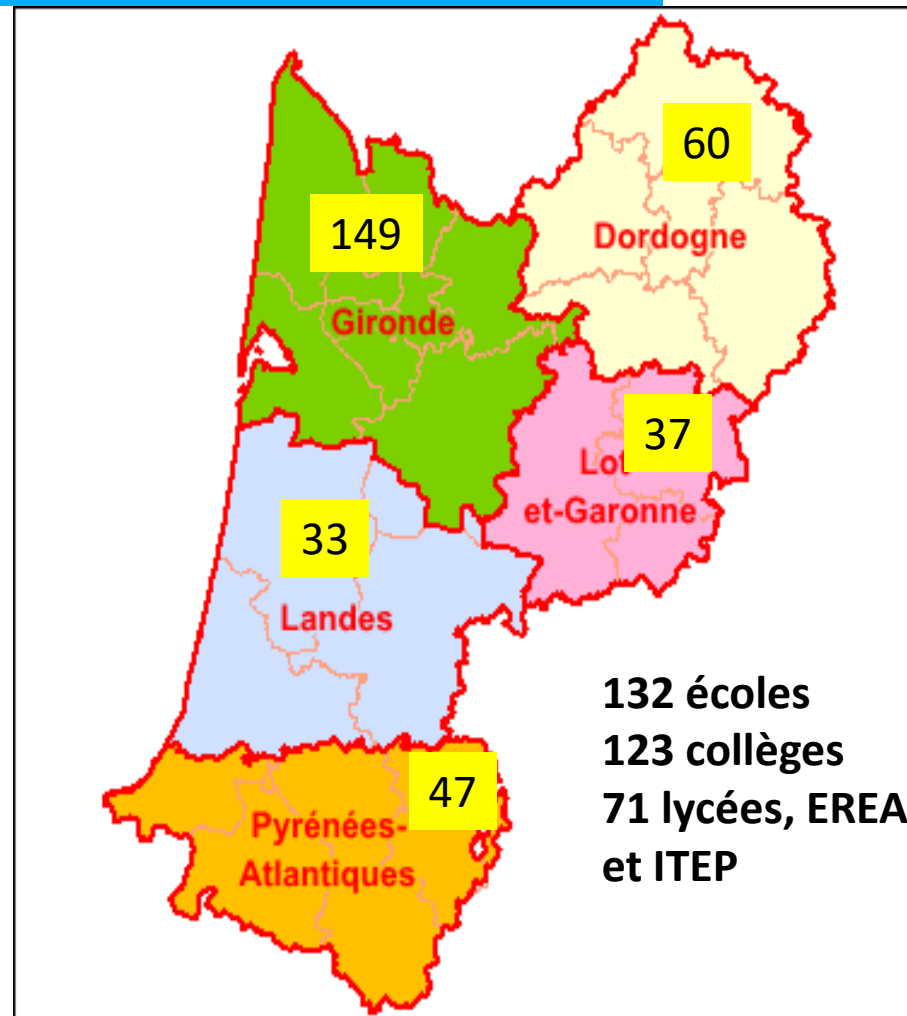 60
Dordogne
149
Gironde
37
Lot
et-Garonne
33
Landes
132 écoles
123 collèges
71 lycées, EREA
et ITEP
47
Pyrénées-
Atlantiques